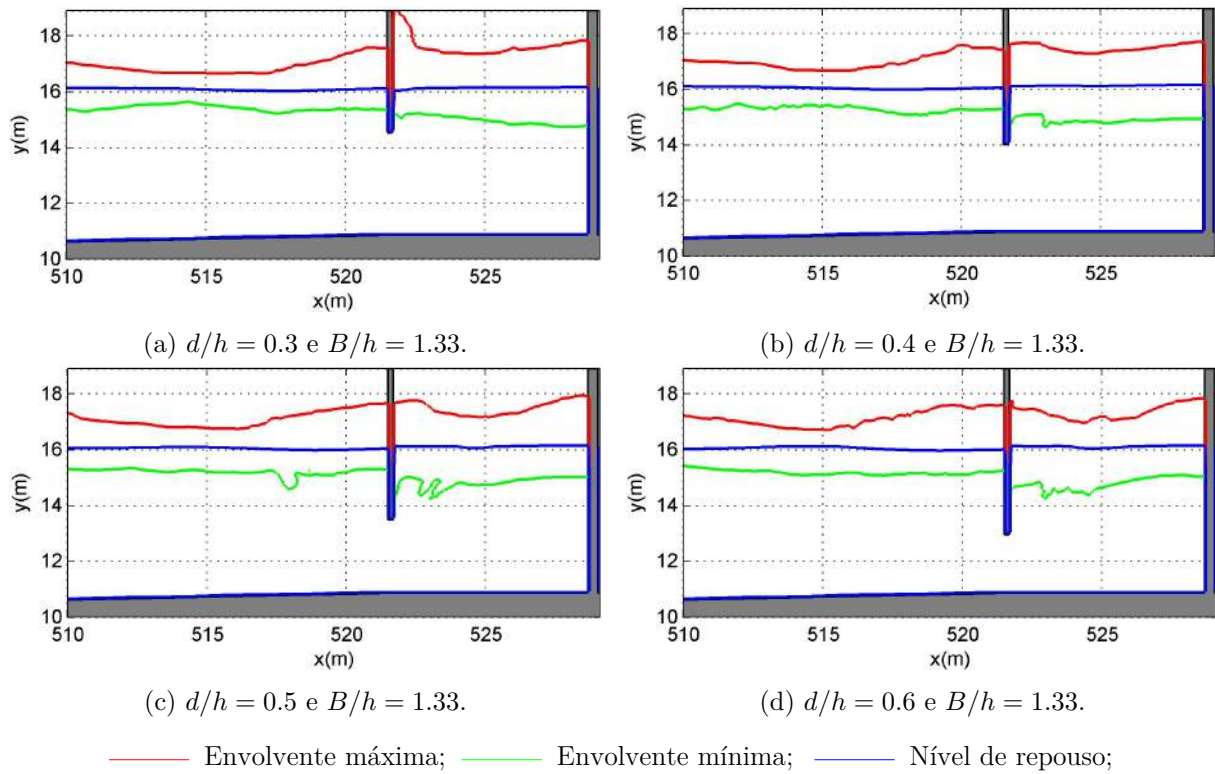 18
16
14
12
10
y(m)
510
515
520
525
x(m)
18
16
14
12
10
y(m)
510
515
520
525
x(m)
(a) d/h = 0.3 e B/h = 1.33.
(b) d/h = 0.4 e B/h = 1.33.
18
16
14
12
10
y(m)
510
515
520
525
x(m)
18
16
14
12
10
y(m)
510
515
520
525
x(m)
(c) d/h = 0.5 e B/h = 1.33.
(d) d/h = 0.6 e B/h = 1.33.
Envolvente máxima; Envolvente mínima; Nível de repouso;